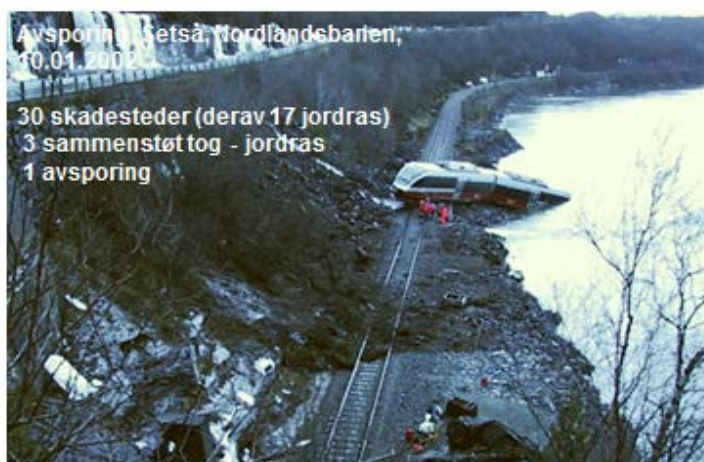 Avsporing, Setså, Nordlandsbanen,
10.01.2002
30 skadesteder (derav 17 jordras)
3 sammenstøt tog - jordras
1 avsporing